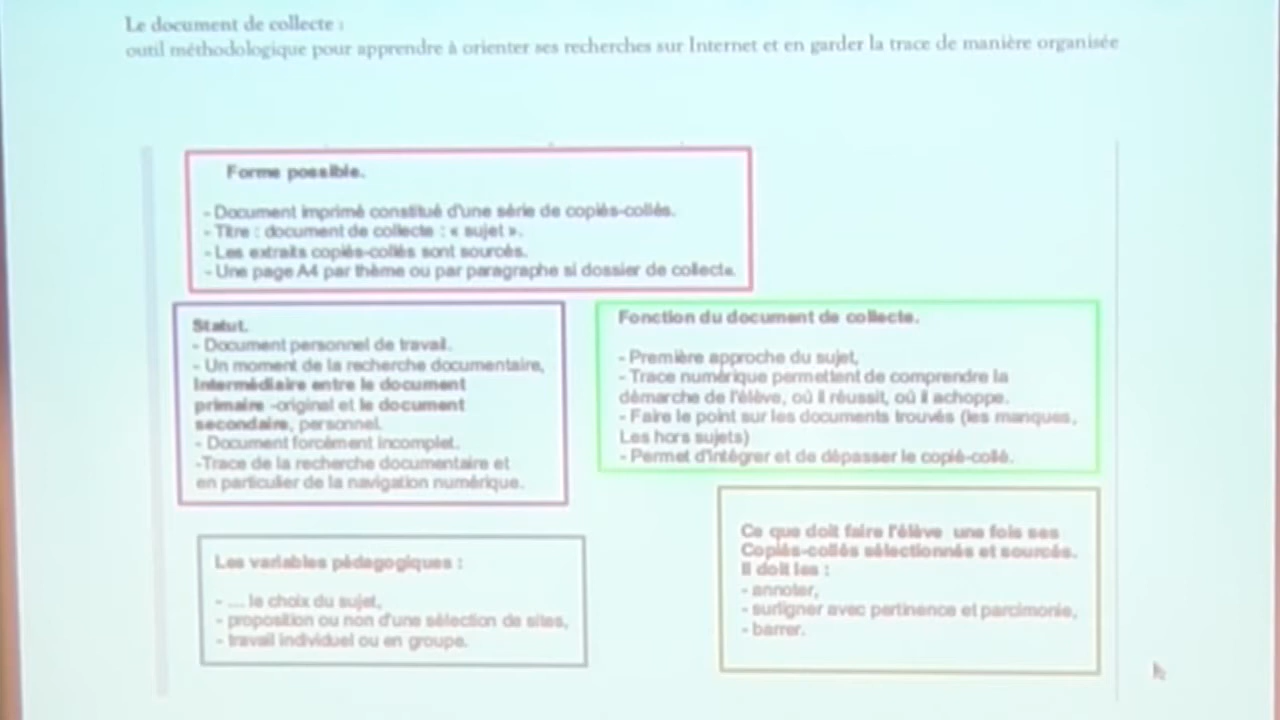 Le document de collecte :
outil méthodologique pour apprendre à orienter ses recherches sur Internet et en garder la trace de manière organisée
Forme possible.
- Document imprimé constitué d'une série de copiés-collés.
- Titre : document de collecte : « sujet ».
- Les extraits copiés-collés sont sourcés.
- Une page A4 par thème ou par paragraphe si dossier de collecte.
Statut.
- Document personnel de travail.
- Un moment de la recherche documentaire,
Intermédiaire entre le document
primaire -original et le document
secondaire, personnel.
- Document forcément incomplet.
-Trace de la recherche documentaire et
en particulier de la navigation numérique.
Fonction du document de collecte.
- Première approche du sujet,
- Trace numérique permettent de comprendre la
démarche de l'élève, où il réussit, où il achoppe.
- Faire le point sur les documents trouvés (les manques,
Les hors sujets)
- Permet d'intégrer et de dépasser le copié-collé.
Les variables pédagogiques :
- .... le choix du sujet,
- proposition ou non d'une sélection de sites,
- travail individuel ou en groupe.
Ce que doit faire l'élève une fois ses
Copiés-collés sélectionnés et sourcés.
Il doit les :
- annoter,
- surligner avec pertinence et parcimonie,
- barrer.